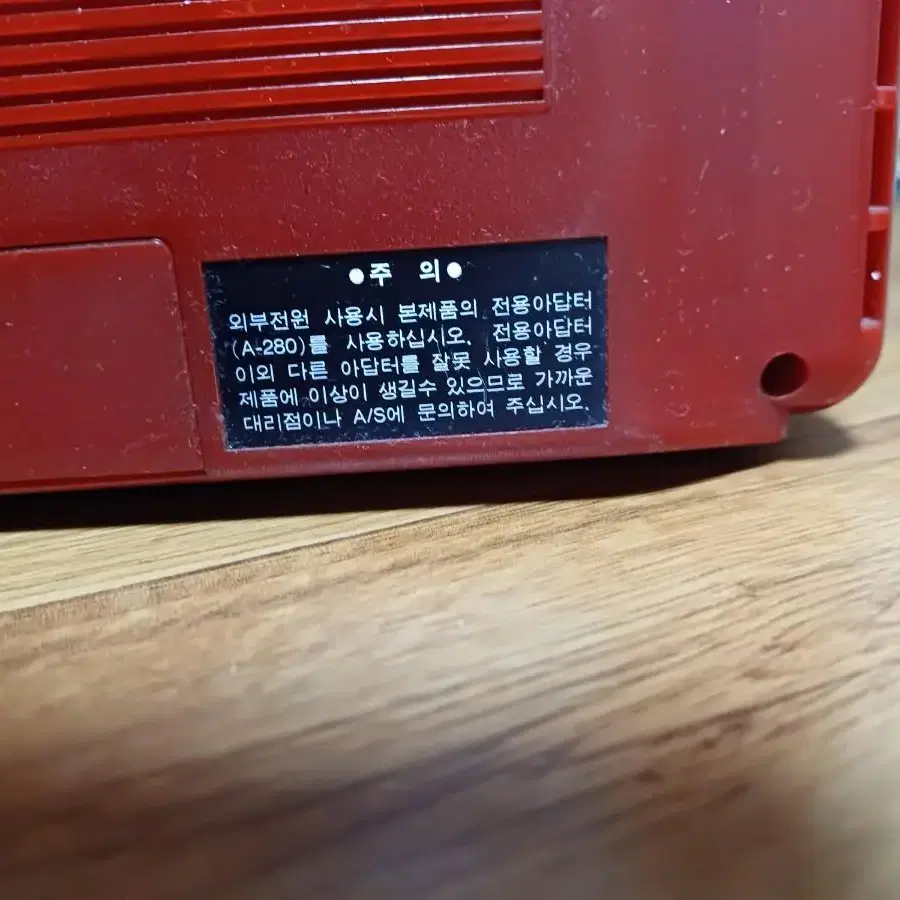 ●주 의●
외부전원 사용시 본제품의 전용아답터
(A-280)를 사용하십시오. 전용아답터
이외 다른 아답터를 잘못 사용할 경우
제품에 이상이 생길수 있으므로 가까운
대리점이나 A/S에 문의하여 주십시오.